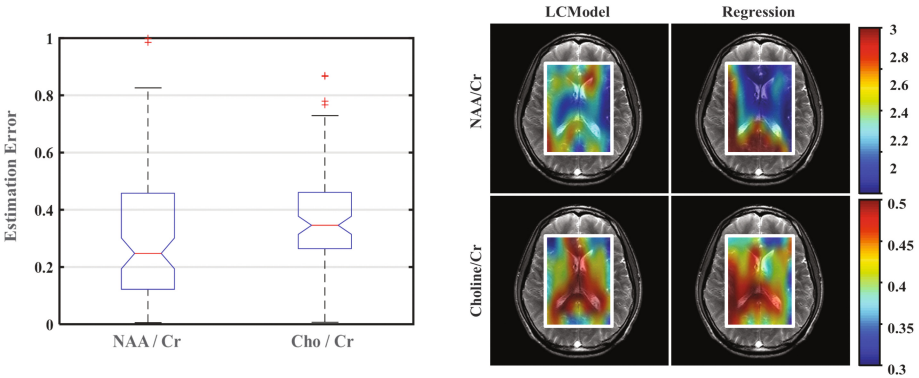 Estimation Error
1
0.8
0.6
0.4
0.2
0
NAA / Cr
Cho / Cr
LCModel
Regression
NAA/Cr
Choline/Cr
3
2.8
2.6
2.4
2.2
2
0.5
0.45
0.4
0.35
0.3